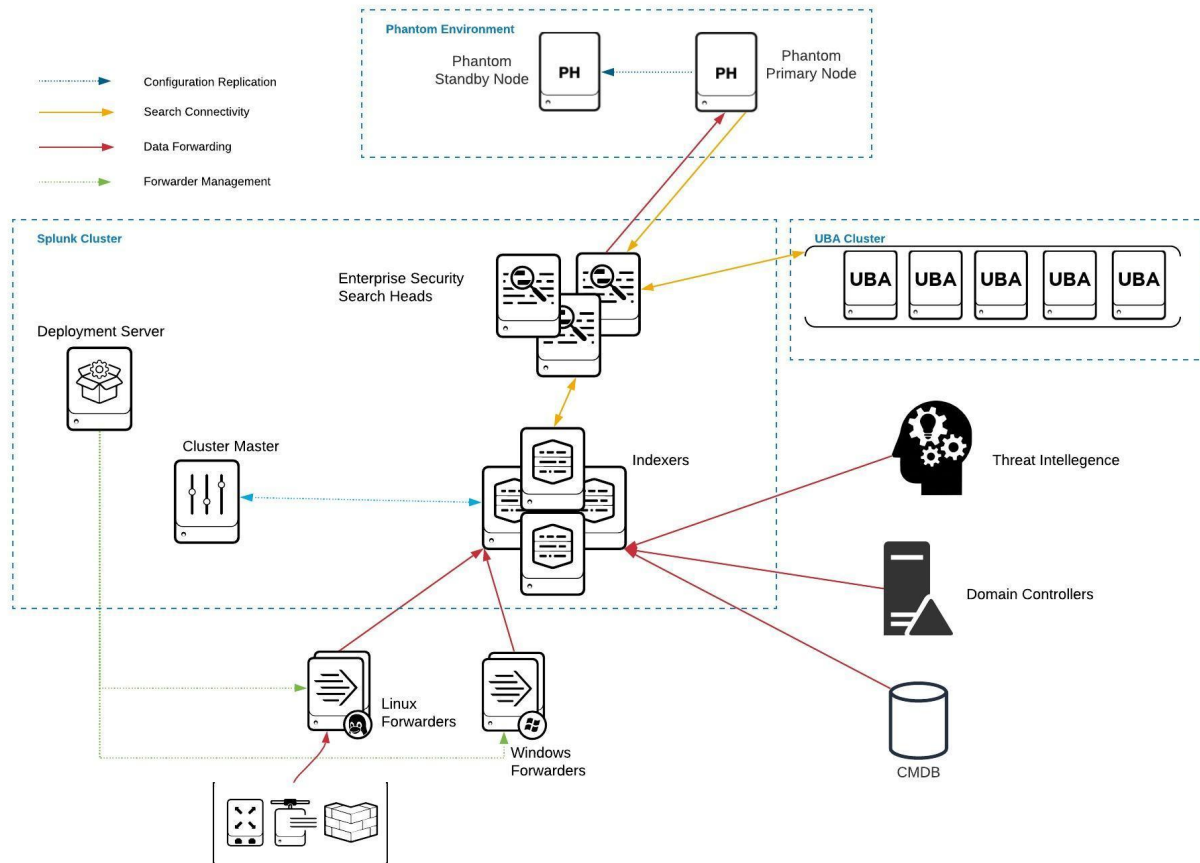 Phantom Environment
Phantom
Standby Node
PH
PH
Phantom
Primary Node
Configuration Replication
Search Connectivity
Data Forwarding
Forwarder Management
Splunk Cluster
UBA Cluster
Enterprise Security
Search Heads
UBA
UBA
UBA
UBA
UBA
Deployment Server
Cluster Master
Indexers
Threat Intellegence
Domain Controllers
Linux
Forwarders
Windows
Forwarders
CMDB